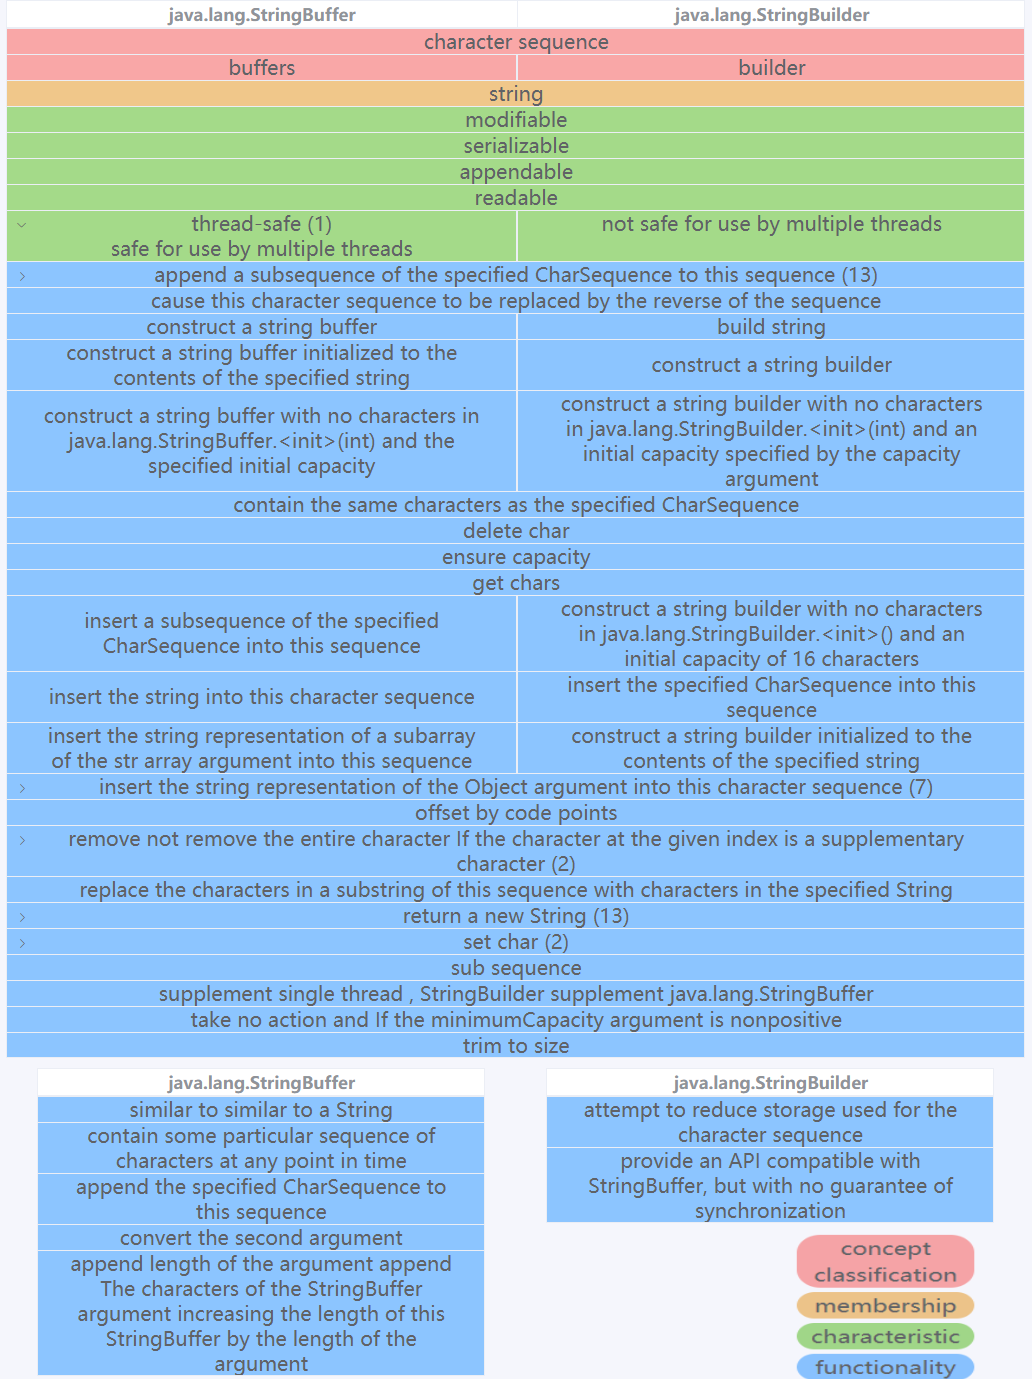 java.lang.StringBuffer java.lang.StringBuilder
character sequence
buffers builder
string
modifiable
serializable
appendable
readable
thread-safe (1) not safe for use by multiple threads
safe for use by multiple threads
append a subsequence of the specified CharSequence to this sequence (13)
cause this character sequence to be replaced by the reverse of the sequence
construct a string buffer build string
construct a string buffer initialized to the
contents of the specified string
construct a string builder
construct a string buffer with no characters in
java.lang.StringBuffer.<init>(int) and the
specified initial capacity
construct a string builder with no characters
in java.lang.StringBuilder.<init>(int) and an
initial capacity specified by the capacity
argument
contain the same characters as the specified CharSequence
delete char
ensure capacity
get chars
insert a subsequence of the specified
CharSequence into this sequence
construct a string builder with no characters
in java.lang.StringBuilder.<init>() and an
initial capacity of 16 characters
insert the string into this character sequence
insert the specified CharSequence into this
sequence
insert the string representation of a subarray
of the str array argument into this sequence
construct a string builder initialized to the
contents of the specified string
insert the string representation of the Object argument into this character sequence (7)
offset by code points
remove not remove the entire character If the character at the given index is a supplementary
character (2)
replace the characters in a substring of this sequence with characters in the specified String
return a new String (13)
set char (2)
sub sequence
supplement single thread , StringBuilder supplement java.lang.StringBuffer
take no action and If the minimumCapacity argument is nonpositive
trim to size
java.lang.StringBuffer
similar to similar to a String
contain some particular sequence of
characters at any point in time
append the specified CharSequence to
this sequence
convert the second argument
append length of the argument append
The characters of the StringBuffer
argument increasing the length of this
StringBuffer by the length of the
argument
java.lang.StringBuilder
attempt to reduce storage used for the
character sequence
provide an API compatible with
StringBuffer, but with no guarantee of
synchronization
concept
classification
membership
characteristic
functionality